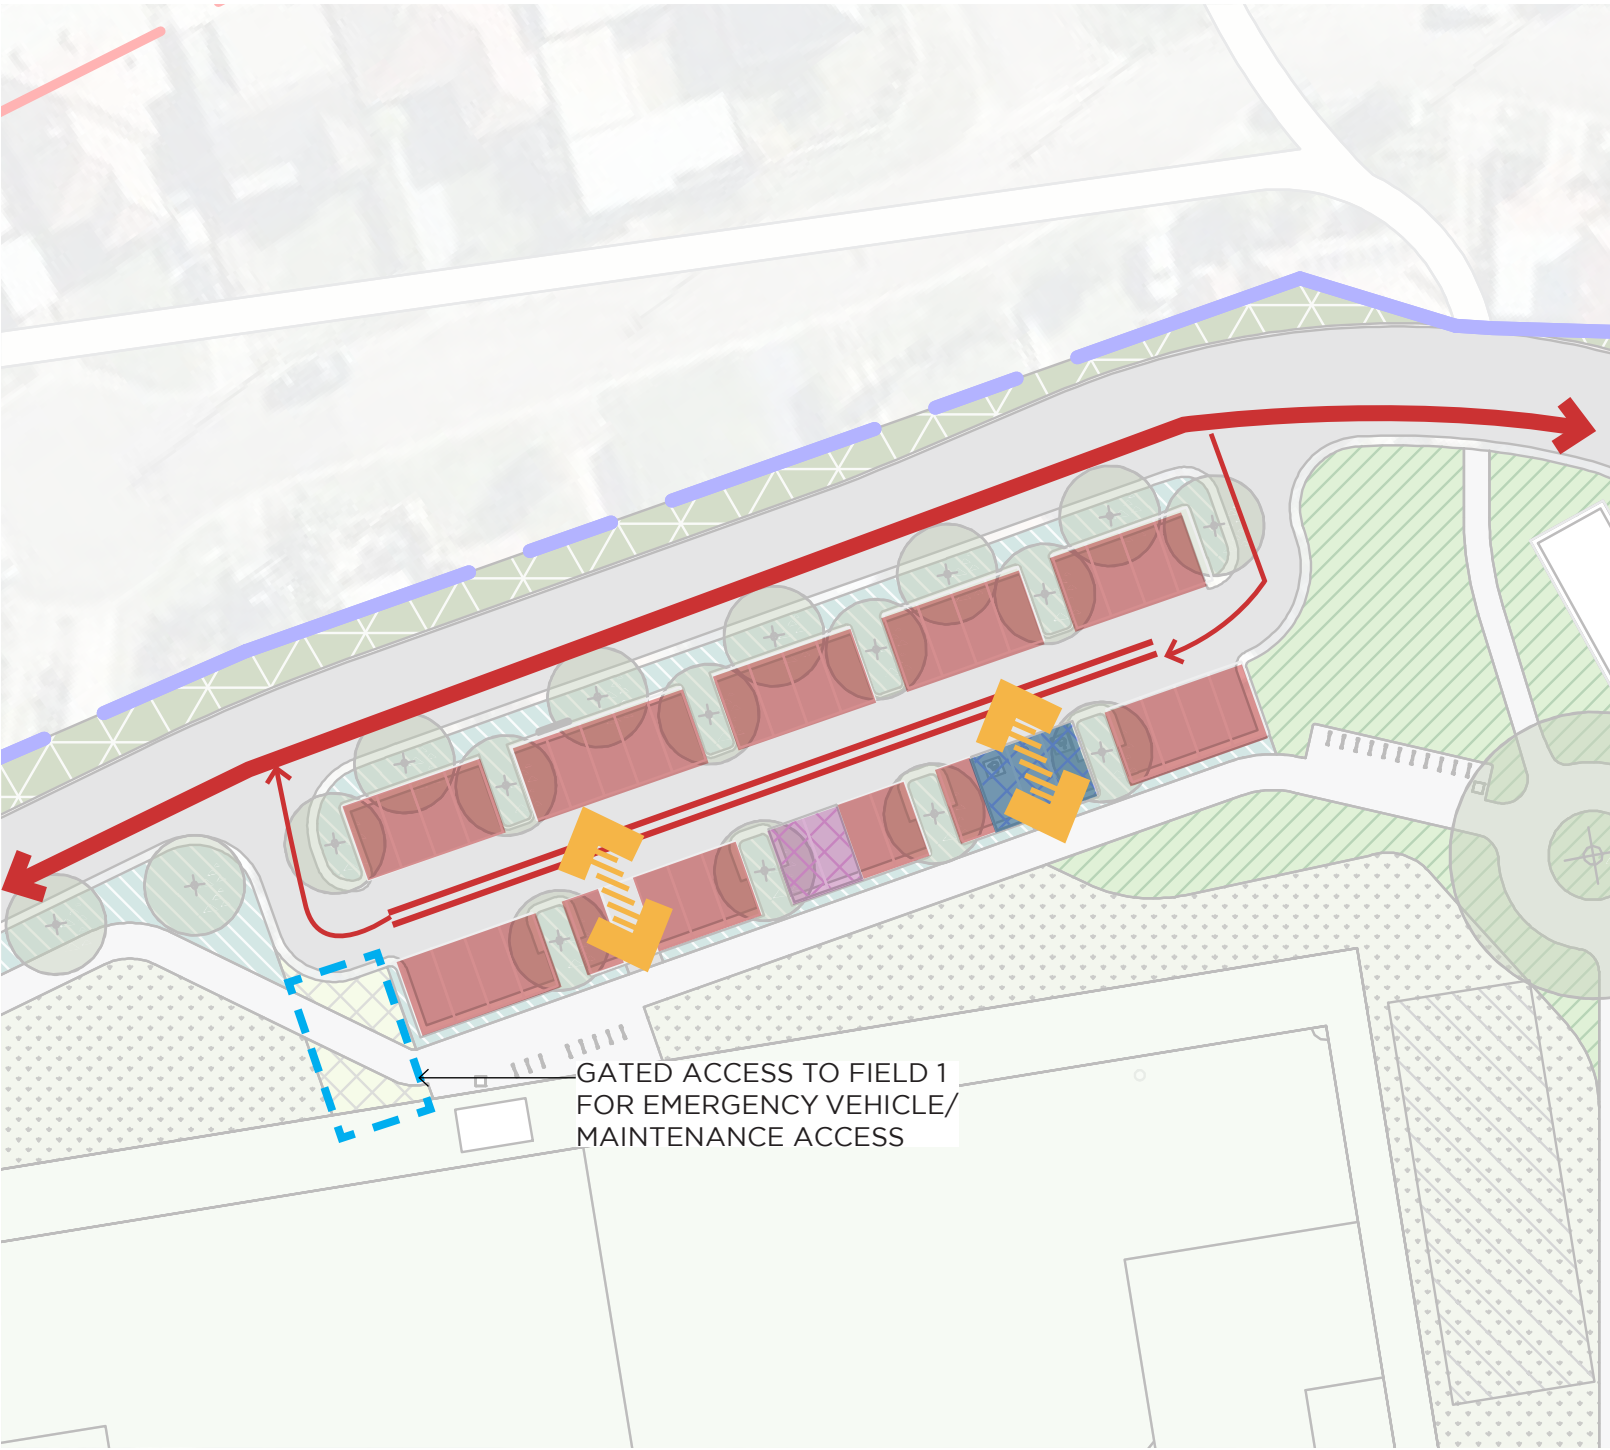 GATED ACCESS TO FIELD 1
FOR EMERGENCY VEHICLE/
MAINTENANCE ACCESS